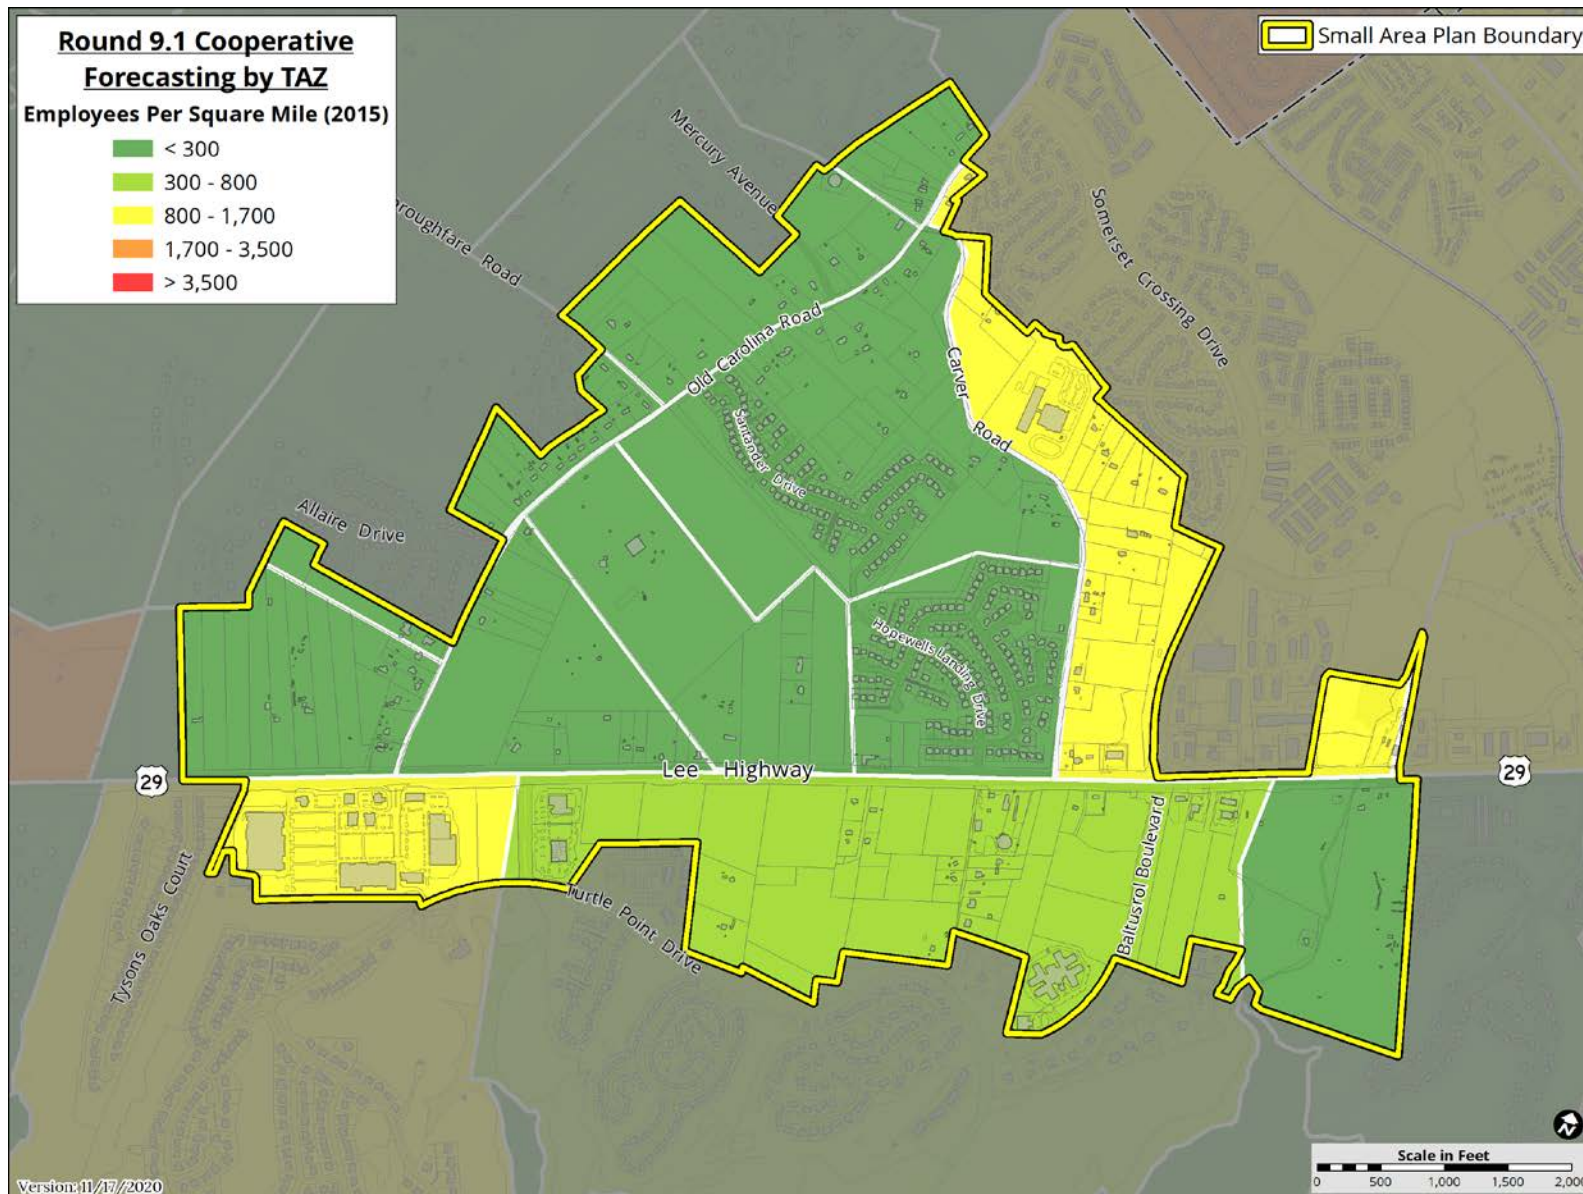 Round 9.1 Cooperative
Forecasting by TAZ
Employees Per Square Mile (2015)
< 300
300 - 800
800 - 1,700
1,700 - 3,500
> 3,500
Small Area Plan Boundary
Mercury Avenue
Somerset Crossing Drive
Road
Old Carolina Road
Carver Road
Santander Drive
Allaire Drive
Hopewells Landing Drive
Lee Highway
29
29
Tysons Oaks Court
Turtle Point Drive
Baltusrol Boulevard
N
Scale in Feet
0 500 1,000 1,500 2,000
Version: 11/17/2020